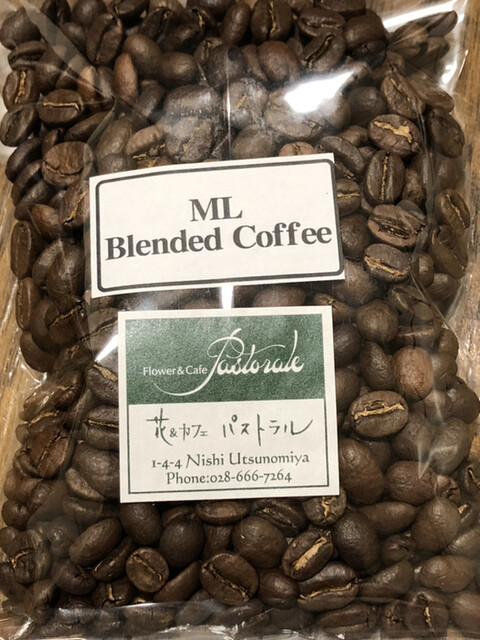 ML
Blended Coffee
Flower & Cafe Pastorale
花&カフェ パストラル
1-4-4 Nishi Utsunomiya
Phone:028-666-7264